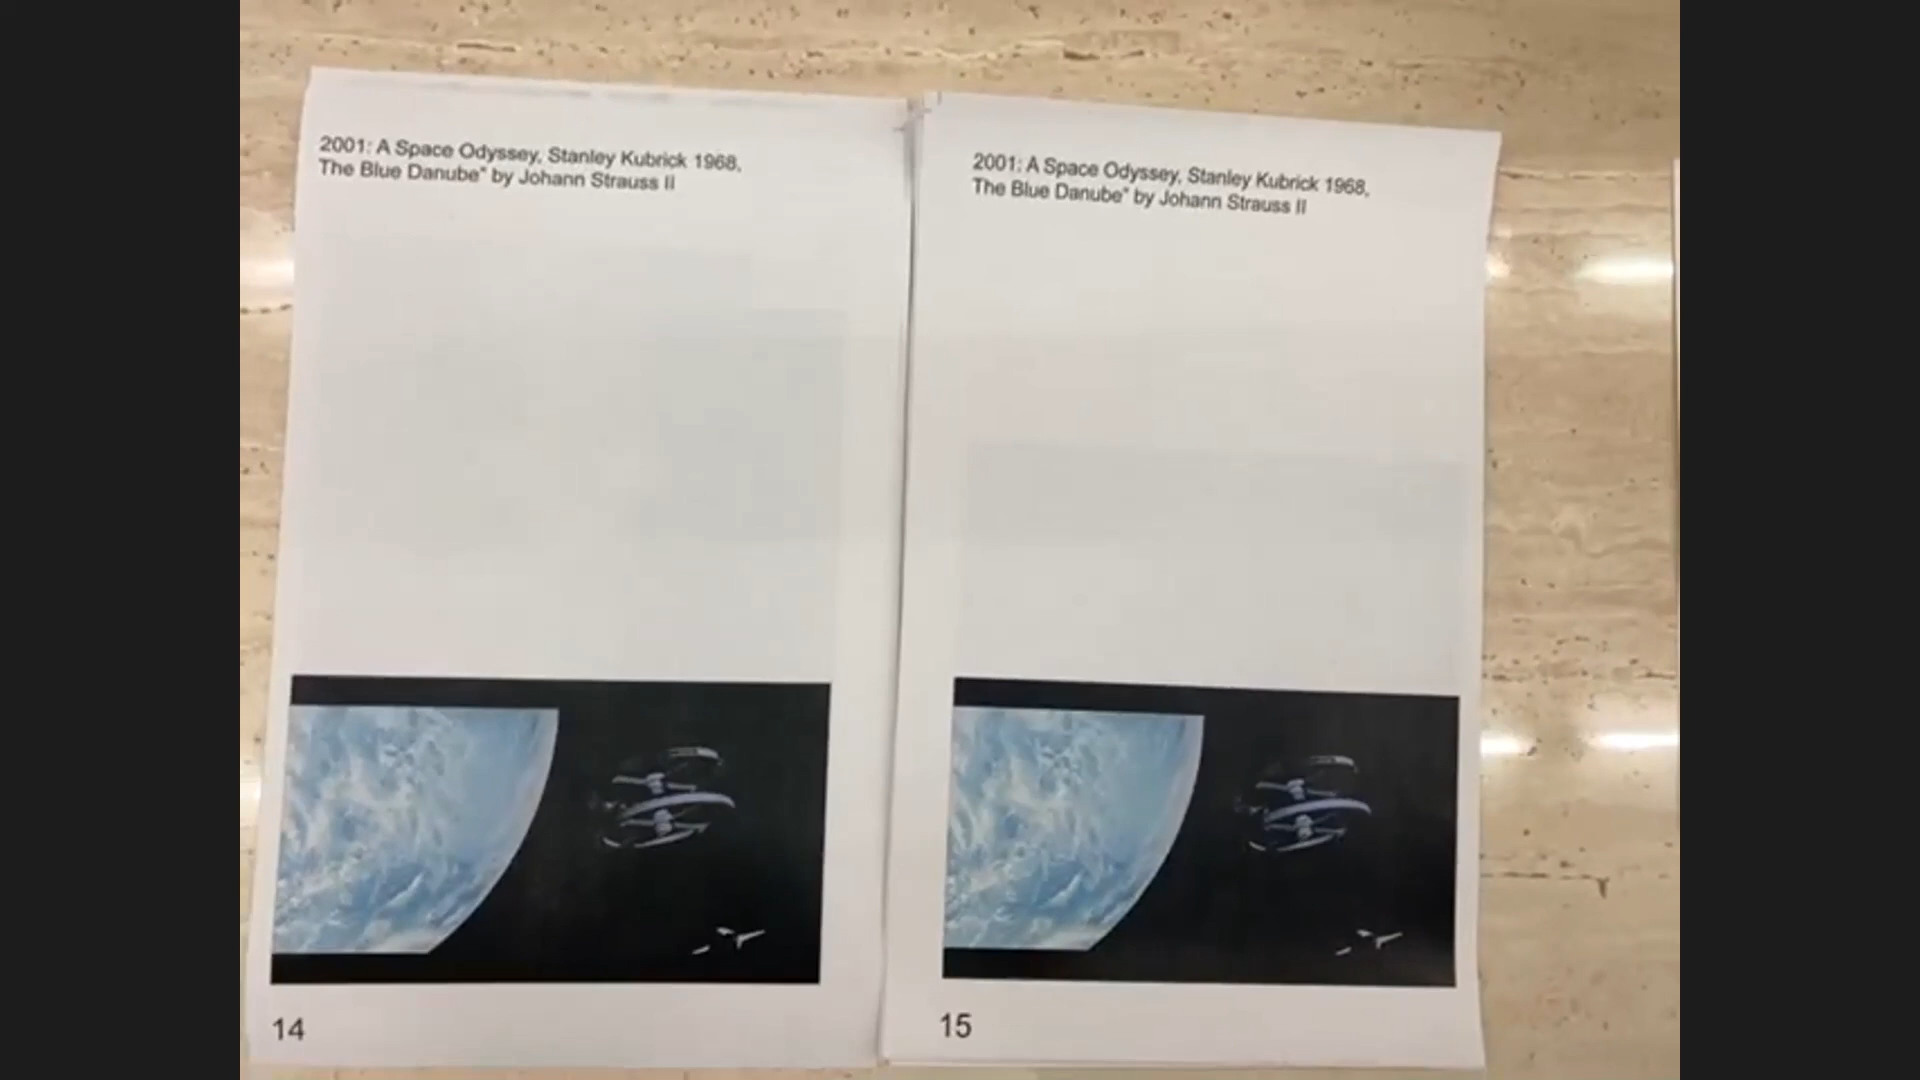 2001: A Space Odyssey, Stanley Kubrick 1968,
The Blue Danube" by Johann Strauss II
14
2001: A Space Odyssey, Stanley Kubrick 1968,
The Blue Danube" by Johann Strauss II
15